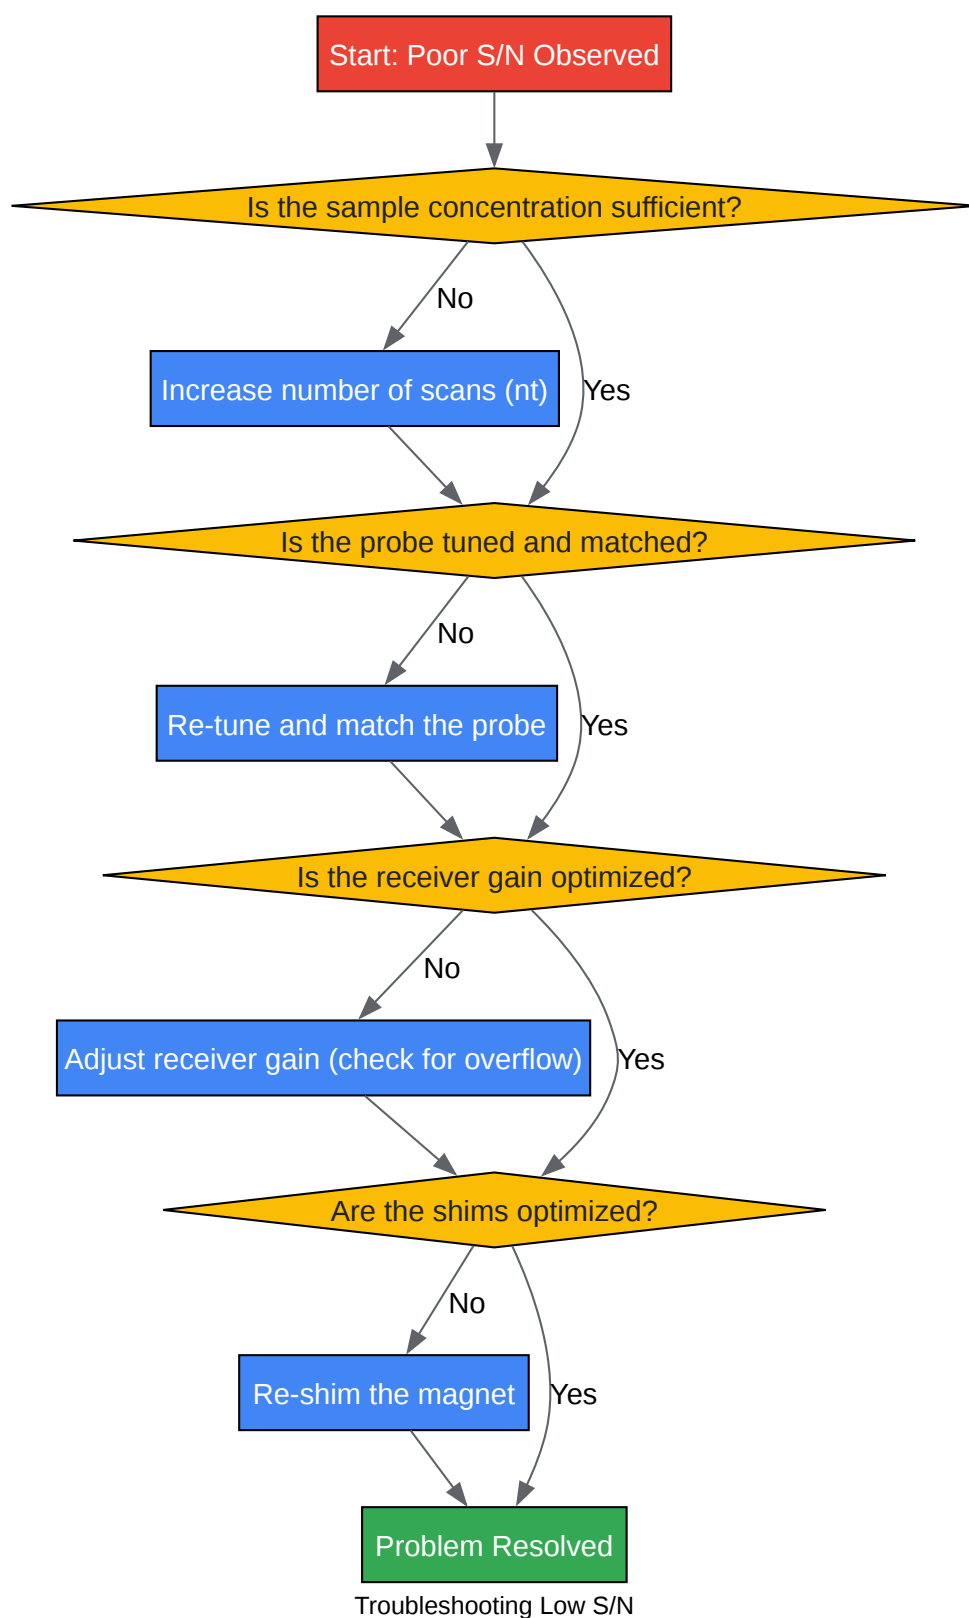 Start: Poor S/N Observed
Is the sample concentration sufficient?
No
Increase number of scans (nt)
Yes
Is the probe tuned and matched?
No
Re-tune and match the probe
Yes
Is the receiver gain optimized?
No
Adjust receiver gain (check for overflow)
Yes
Are the shims optimized?
No
Re-shim the magnet
Yes
Problem Resolved
Troubleshooting Low S/N